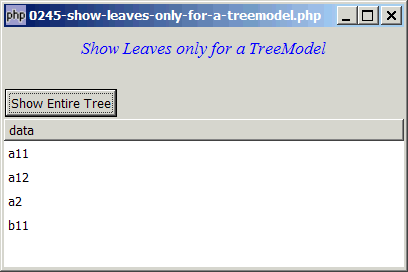 php 0245-show-leaves-only-for-a-treemodel.php
Show Leaves only for a TreeModel
Show Entire Tree
data
a11
a12
a2
b11